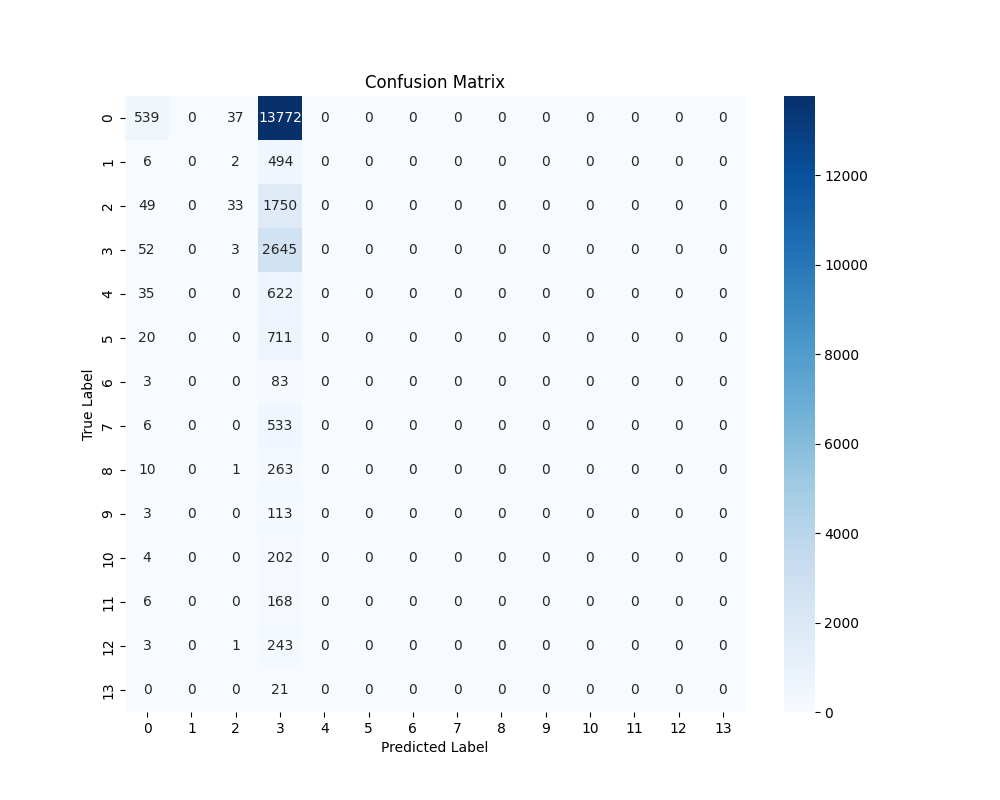 Confusion Matrix
0 539 0 37 13772 0 0 0 0 0 0 0 0 0 0
1 6 0 2 494 0 0 0 0 0 0 0 0 0 0
2 49 0 33 1750 0 0 0 0 0 0 0 0 0 0
3 52 0 3 2645 0 0 0 0 0 0 0 0 0 0
4 35 0 0 622 0 0 0 0 0 0 0 0 0 0
5 20 0 0 711 0 0 0 0 0 0 0 0 0 0
6 3 0 0 83 0 0 0 0 0 0 0 0 0 0
7 6 0 0 533 0 0 0 0 0 0 0 0 0 0
8 10 0 1 263 0 0 0 0 0 0 0 0 0 0
9 3 0 0 113 0 0 0 0 0 0 0 0 0 0
10 4 0 0 202 0 0 0 0 0 0 0 0 0 0
11 6 0 0 168 0 0 0 0 0 0 0 0 0 0
12 3 0 1 243 0 0 0 0 0 0 0 0 0 0
13 0 0 0 21 0 0 0 0 0 0 0 0 0 0
0 1 2 3 4 5 6 7 8 9 10 11 12 13
Predicted Label
True Label
12000
10000
8000
6000
4000
2000
0